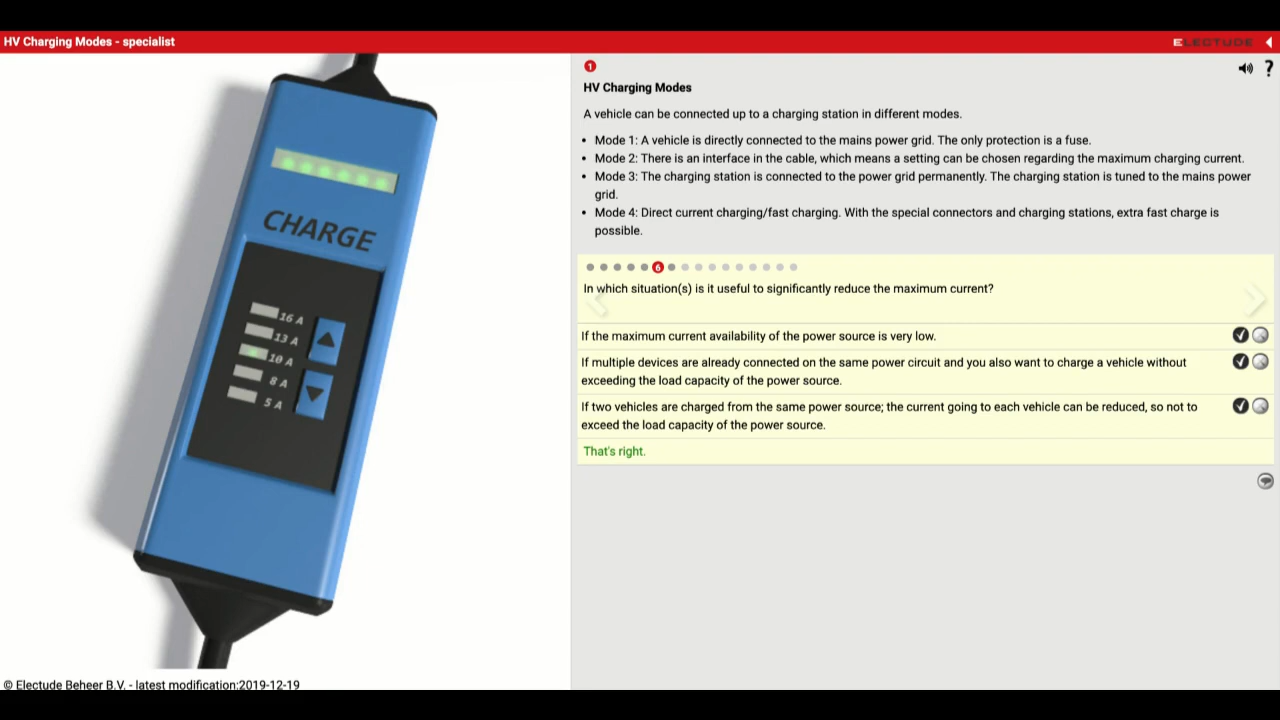 HV Charging Modes - specialist
ELECTUDE
1
HV Charging Modes
A vehicle can be connected up to a charging station in different modes.
• Mode 1: A vehicle is directly connected to the mains power grid. The only protection is a fuse.
• Mode 2: There is an interface in the cable, which means a setting can be chosen regarding the maximum charging current.
• Mode 3: The charging station is connected to the power grid permanently. The charging station is tuned to the mains power
grid.
• Mode 4: Direct current charging/fast charging. With the special connectors and charging stations, extra fast charge is
possible.
6
In which situation(s) is it useful to significantly reduce the maximum current?
If the maximum current availability of the power source is very low.
If multiple devices are already connected on the same power circuit and you also want to charge a vehicle without
exceeding the load capacity of the power source.
If two vehicles are charged from the same power source; the current going to each vehicle can be reduced, so not to
exceed the load capacity of the power source.
That's right.
CHARGE
16 A
13 A
10 A
8 A
5 A
© Electude Beheer B.V. - latest modification:2019-12-19